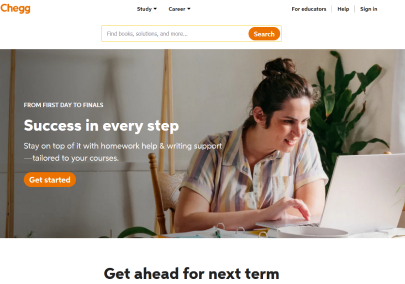 Chegg
Study
Career
For educators
Help
Sign in
Find books, solutions, and more...
Search
FROM FIRST DAY TO FINALS
Success in every step
Stay on top of it with homework help & writing support
—tailored to your courses.
Get started
Get ahead for next term